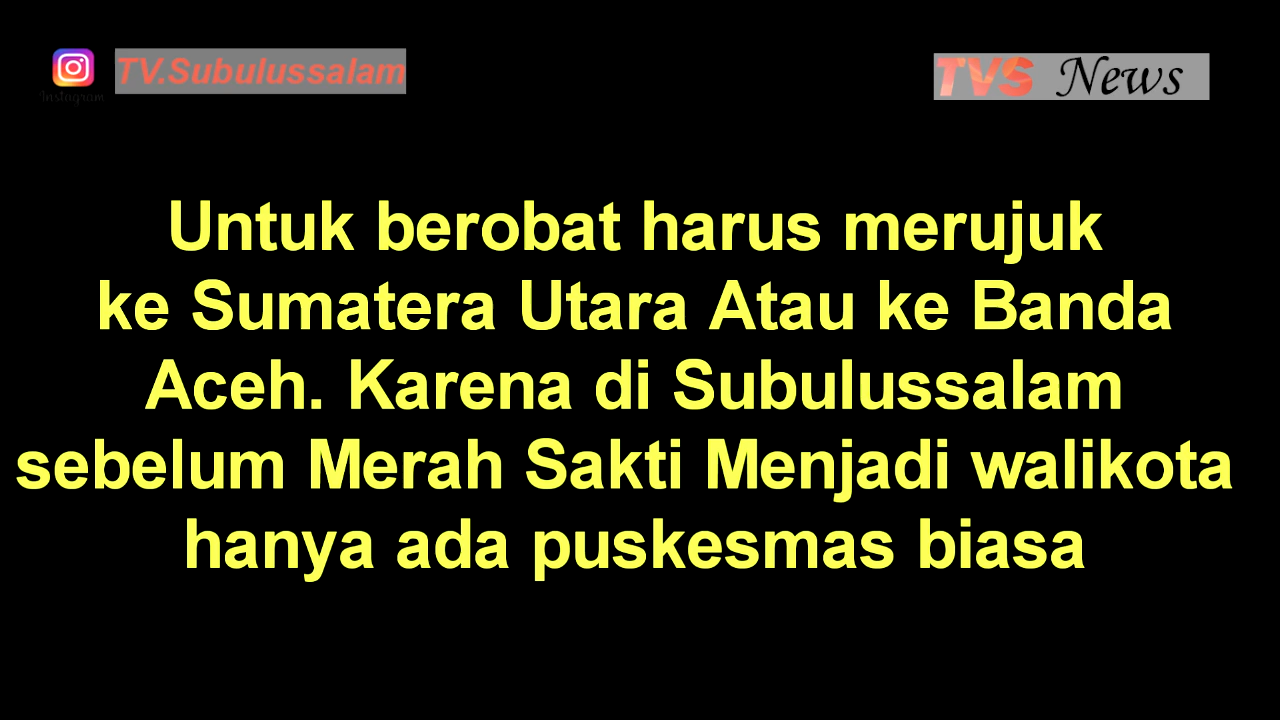 TV.Subulussalam
Instagram
TVS News
Untuk berobat harus merujuk
ke Sumatera Utara Atau ke Banda
Aceh. Karena di Subulussalam
sebelum Merah Sakti Menjadi walikota
hanya ada puskesmas biasa